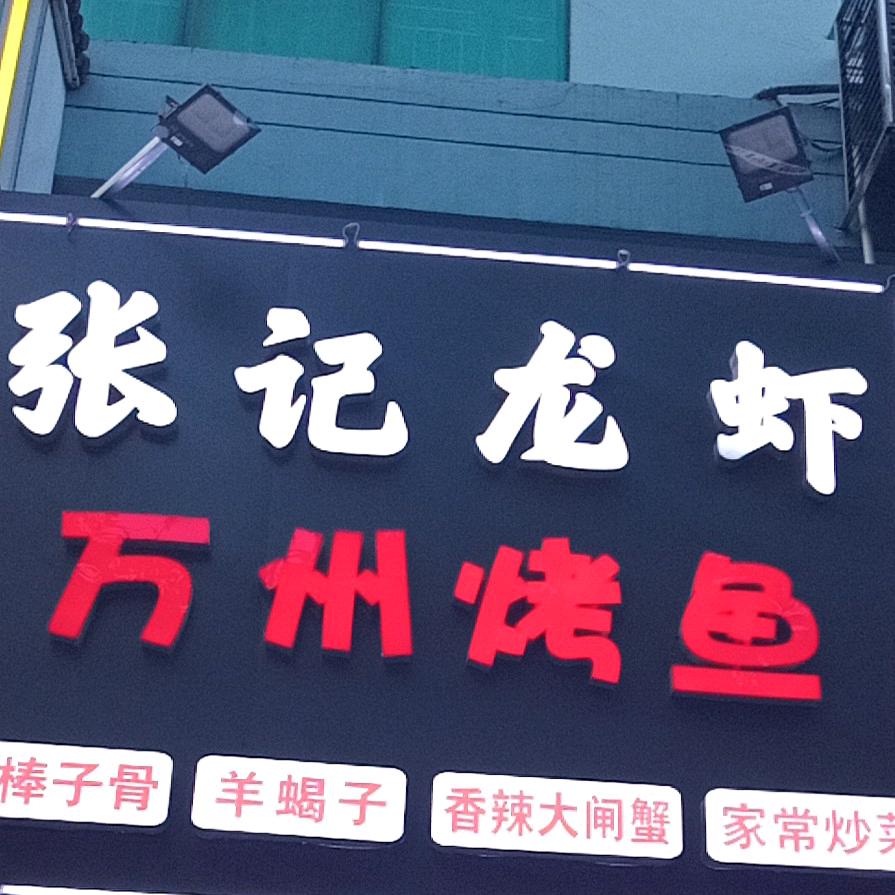 张记龙虾
万州烤鱼
棒子骨 羊蝎子 香辣大闸蟹 家常炒菜